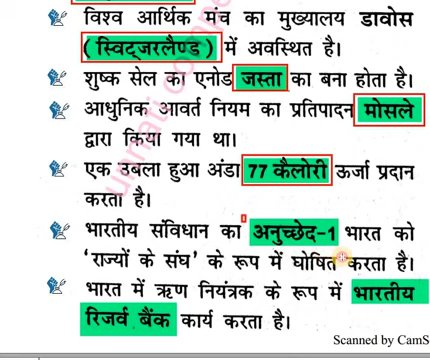 विश्व आर्थिक मंच का मुख्यालय डावोस
(स्विट्जरलैण्ड) में अवस्थित है।
शुष्क सेल का एनोड जस्ता का बना होता है।
आधुनिक आवर्त नियम का प्रतिपादन मोसले
द्वारा किया गया था।
एक उबला हुआ अंडा 77 कैलोरी ऊर्जा प्रदान
करता है।
भारतीय संविधान का अनुच्छेद-1 भारत को
'राज्यों के संघ' के रूप में घोषित करता है।
भारत में ऋण नियंत्रक के रूप में भारतीय
रिजर्व बैंक कार्य करता है।
Scanned by CamS